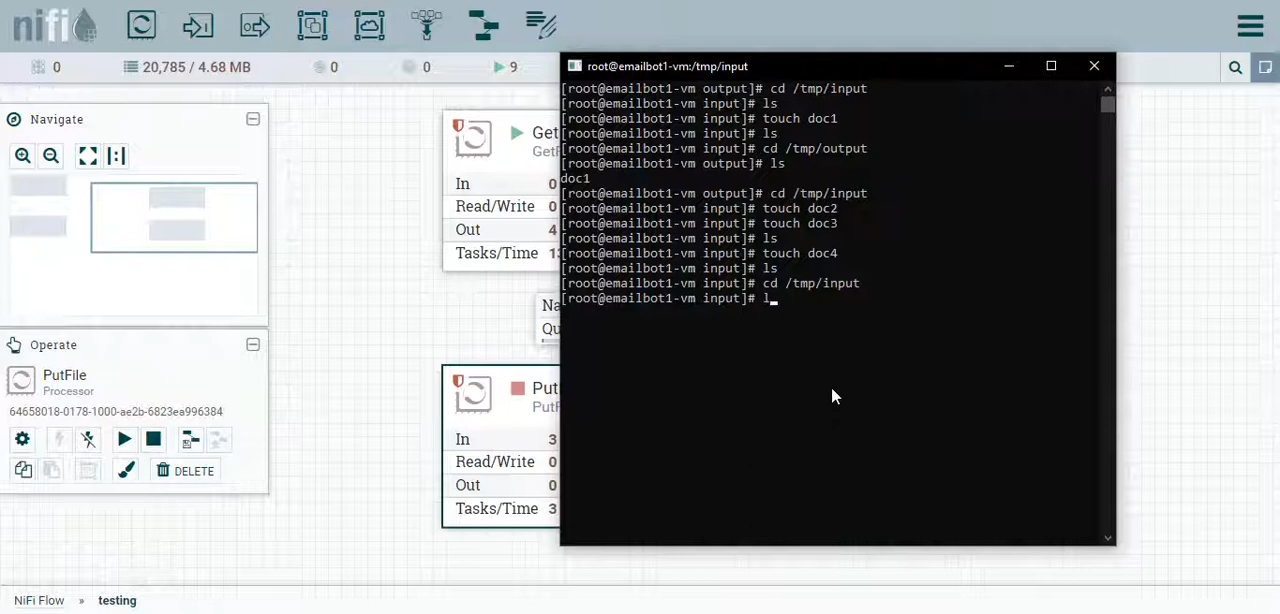 nifi
0
20,785 / 4.68 MB
0
0
9
Navigate
Operate
PutFile
Processor
64658018-0178-1000-ae2b-6823ea996384
DELETE
Get
GetF
In 0
Read/Write 0
Out 4
Tasks/Time 1
Na
Qu
Put
PutF
In 3
Read/Write 0
Out 0
Tasks/Time 3
root@emailbot1-vm:/tmp/input
[root@emailbot1-vm output]# cd /tmp/input
[root@emailbot1-vm input]# ls
[root@emailbot1-vm input]# touch doc1
[root@emailbot1-vm input]# ls
[root@emailbot1-vm input]# cd /tmp/output
[root@emailbot1-vm output]# ls
doc1
[root@emailbot1-vm output]# cd /tmp/input
[root@emailbot1-vm input]# touch doc2
[root@emailbot1-vm input]# touch doc3
[root@emailbot1-vm input]# ls
[root@emailbot1-vm input]# touch doc4
[root@emailbot1-vm input]# ls
[root@emailbot1-vm input]# cd /tmp/input
[root@emailbot1-vm input]# l
NiFi Flow » testing